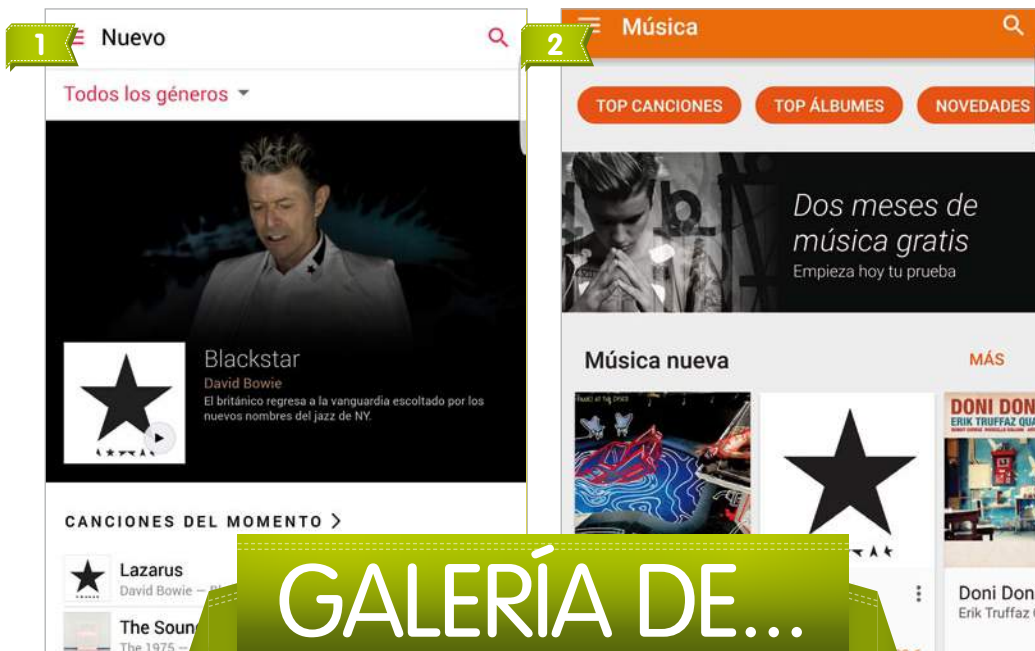 1
Nuevo
Todos los géneros
Blackstar
David Bowie
El británico regresa a la vanguardia escoltado por los
nuevos nombres del jazz de NY.
CANCIONES DEL MOMENTO >
Lazarus
David Bowie —
The Soun
The 1975 —
2
Música
TOP CANCIONES
TOP ÁLBUMES
NOVEDADES
Dos meses de
música gratis
Empieza hoy tu prueba
Música nueva
MÁS
DONI DON
ERIK TRUFFAZ QUA
Doni Don
Erik Truffaz
GALERÍA DE...